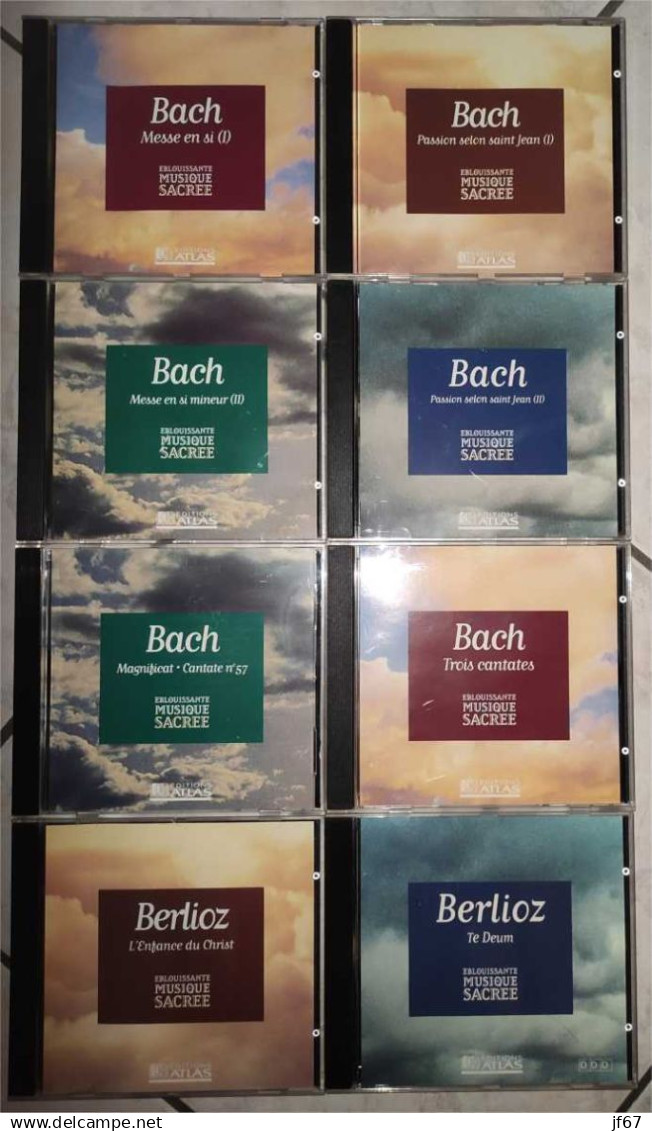 Bach
Messe en si (I)
EBLOUISSANTE
MUSIQUE
SACREE
EDITIONS
ATLAS
Bach
Passion selon saint Jean (I)
EBLOUISSANTE
MUSIQUE
SACREE
EDITIONS
ATLAS
Bach
Messe en si mineur (II)
EBLOUISSANTE
MUSIQUE
SACREE
EDITIONS
ATLAS
Bach
Passion selon saint Jean (II)
EBLOUISSANTE
MUSIQUE
SACREE
EDITIONS
ATLAS
Bach
Magnificat • Cantate n°57
EBLOUISSANTE
MUSIQUE
SACREE
EDITIONS
ATLAS
Bach
Trois cantates
EBLOUISSANTE
MUSIQUE
SACREE
EDITIONS
ATLAS
Berlioz
L'Enfance du Christ
EBLOUISSANTE
MUSIQUE
SACREE
EDITIONS
ATLAS
Berlioz
Te Deum
EBLOUISSANTE
MUSIQUE
SACREE
EDITIONS
ATLAS
DDD
delcampe.net
jf67